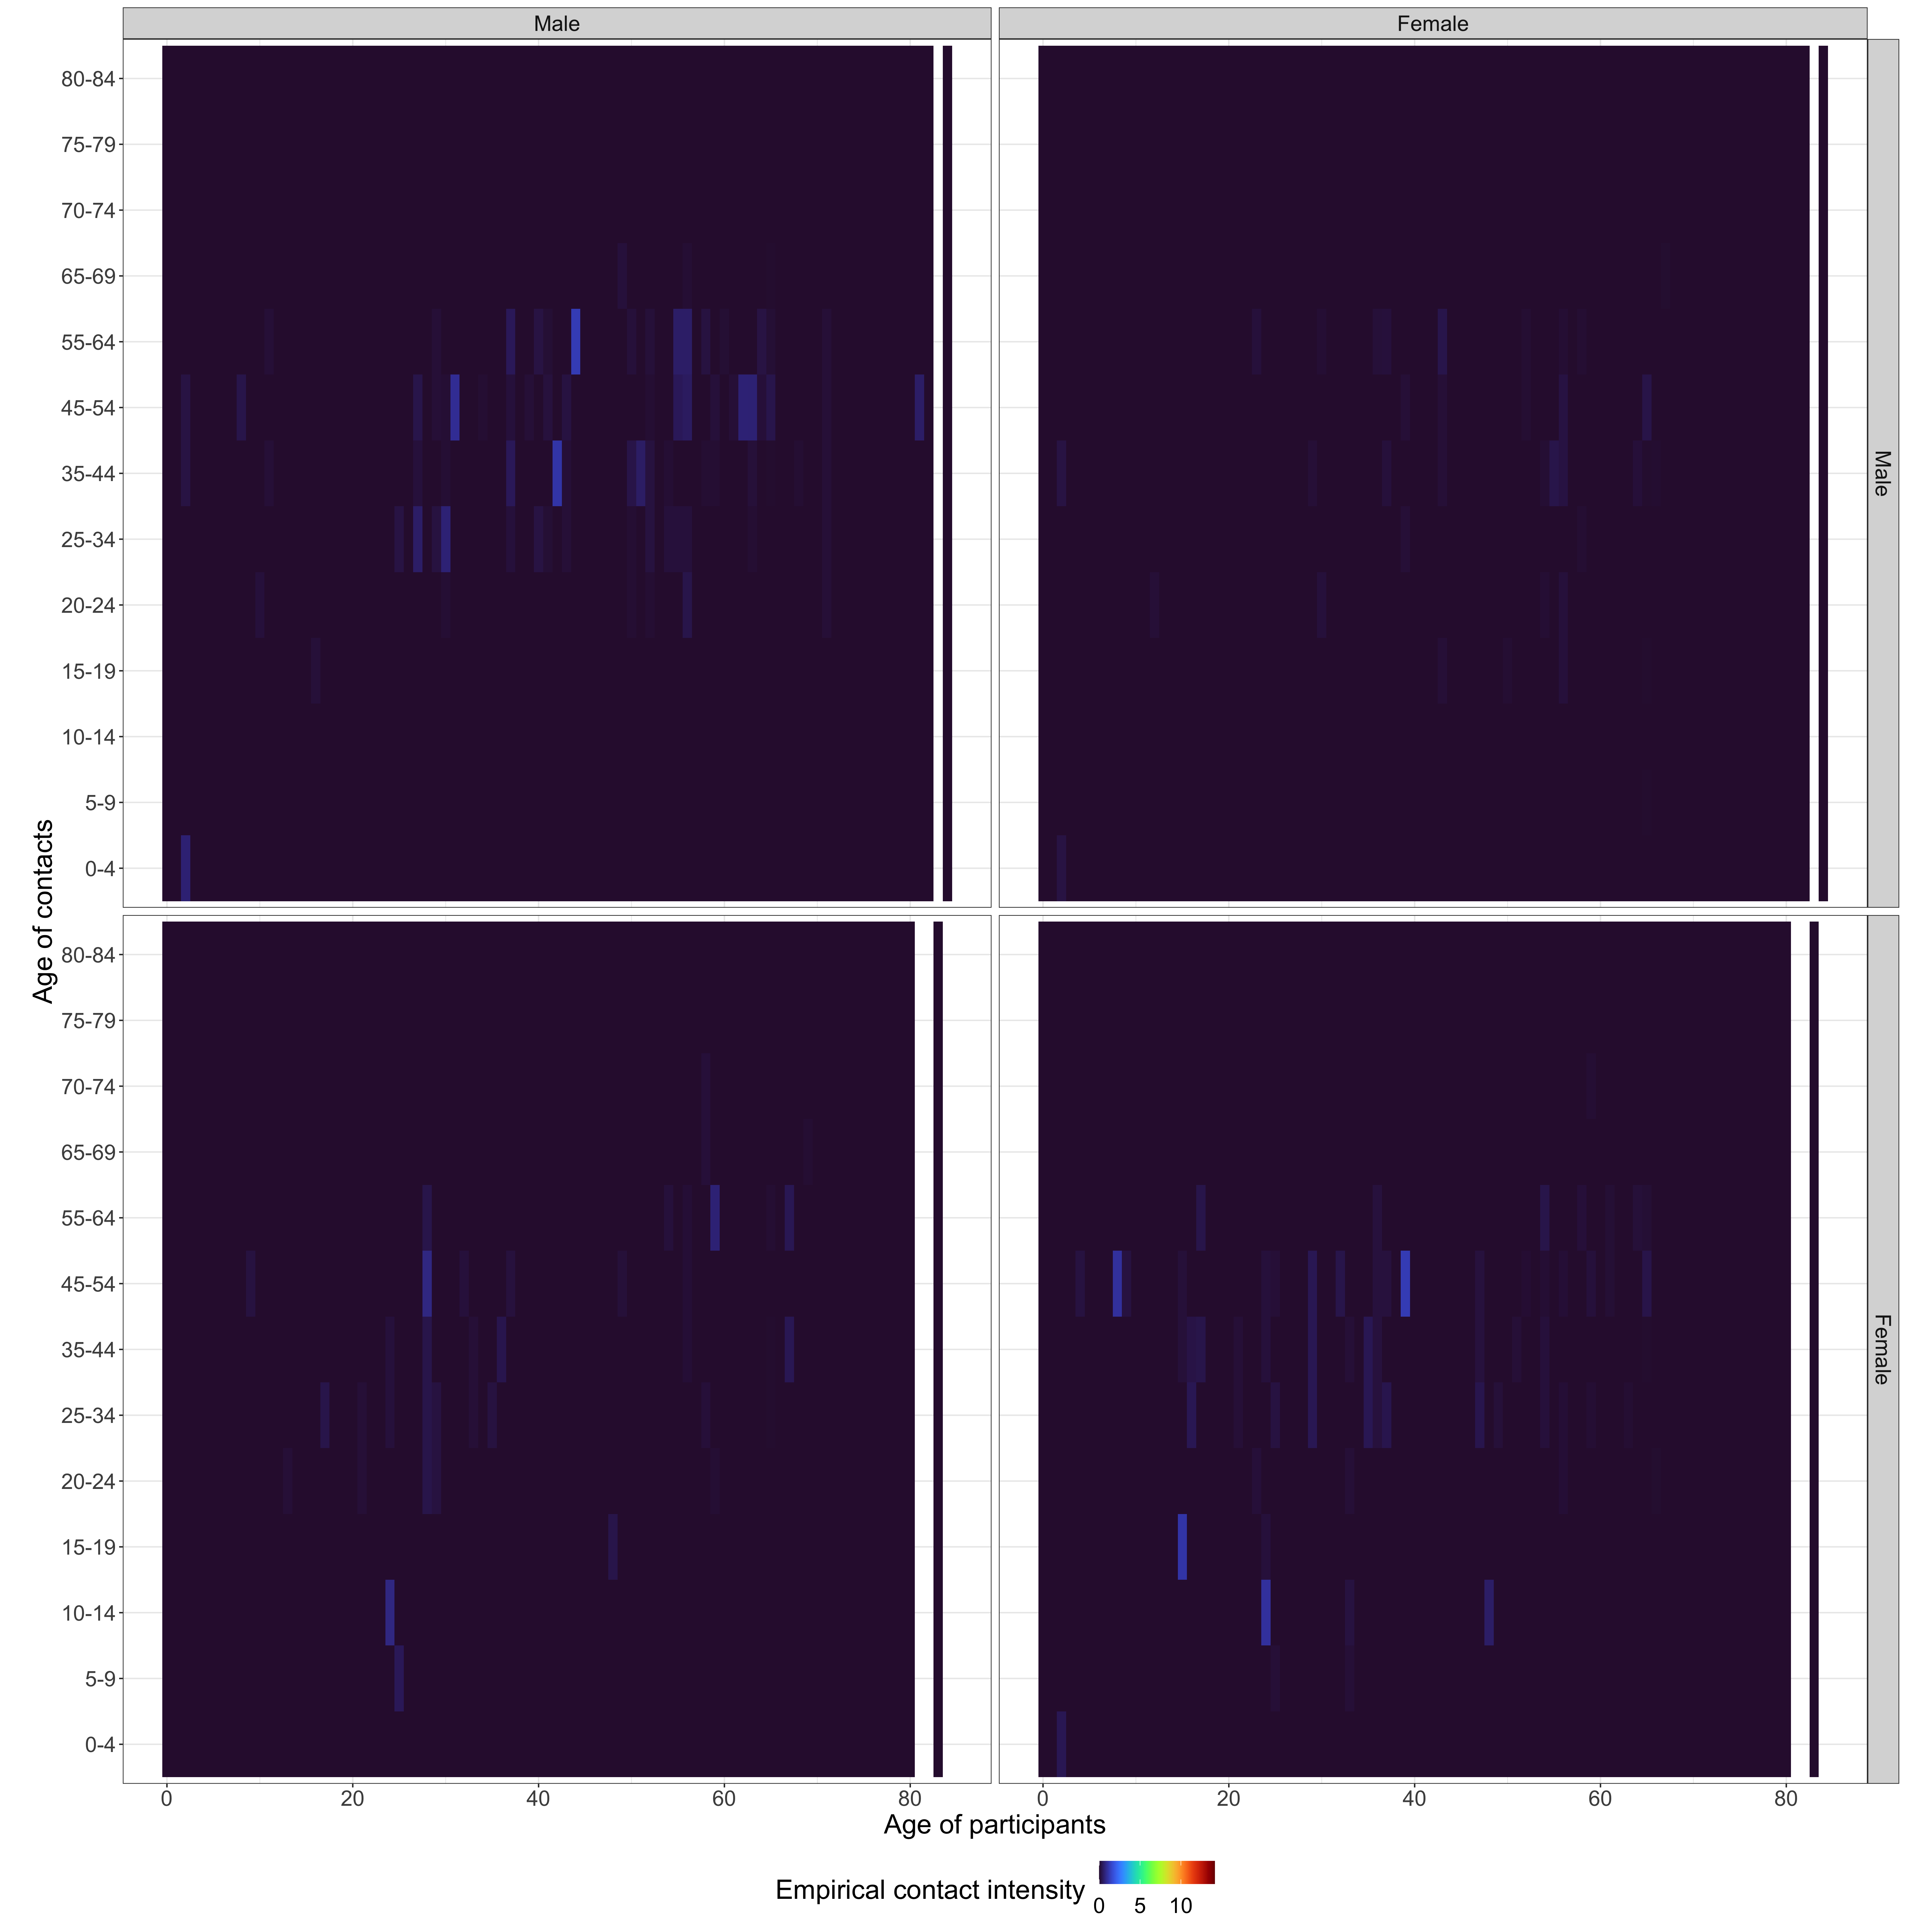 Male
Female
80-84
75-79
70-74
65-69
55-64
45-54
35-44
25-34
20-24
15-19
10-14
5-9
0-4
Male
80-84
75-79
70-74
65-69
55-64
45-54
35-44
25-34
20-24
15-19
10-14
5-9
0-4
Female
Age of contacts
0 20 40 60 80
0 20 40 60 80
Age of participants
Empirical contact intensity
0 5 10